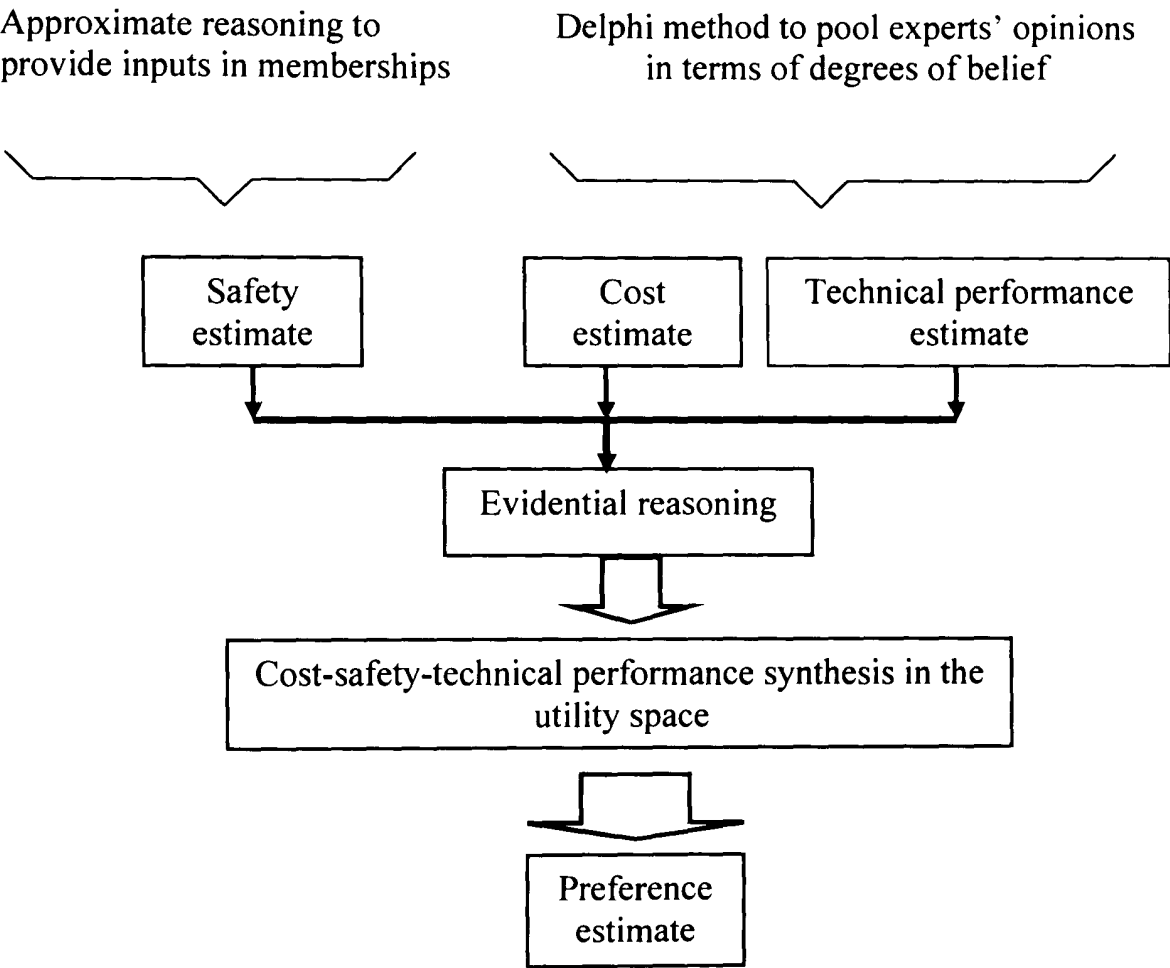 Approximate reasoning to
provide inputs in memberships
Delphi method to pool experts’ opinions
in terms of degrees of belief
Safety
estimate
Cost
estimate
Technical performance
estimate
Evidential reasoning
Cost-safety-technical performance synthesis in the
utility space
Preference
estimate